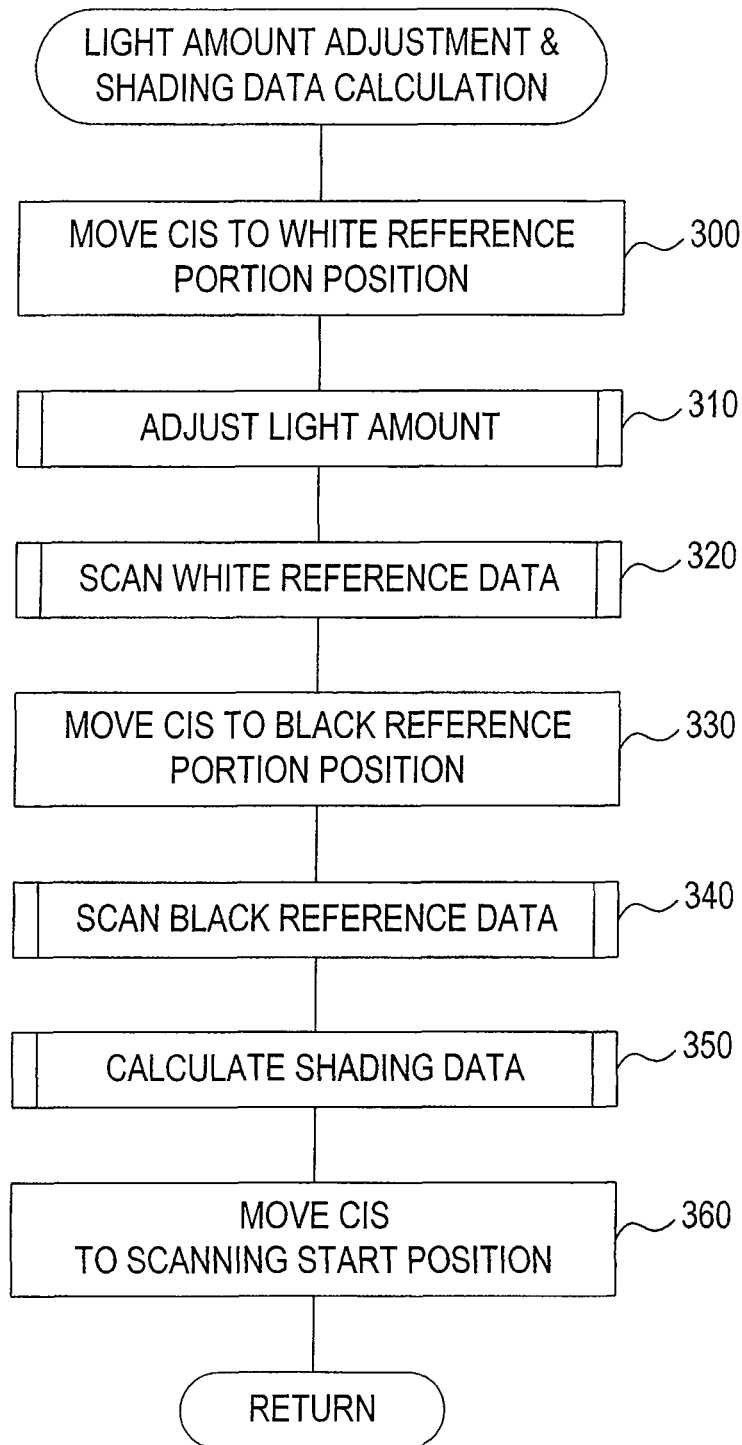 LIGHT AMOUNT ADJUSTMENT &
SHADING DATA CALCULATION
MOVE CIS TO WHITE REFERENCE
PORTION POSITION
300
ADJUST LIGHT AMOUNT
310
SCAN WHITE REFERENCE DATA
320
MOVE CIS TO BLACK REFERENCE
PORTION POSITION
330
SCAN BLACK REFERENCE DATA
340
CALCULATE SHADING DATA
350
MOVE CIS
TO SCANNING START POSITION
360
RETURN